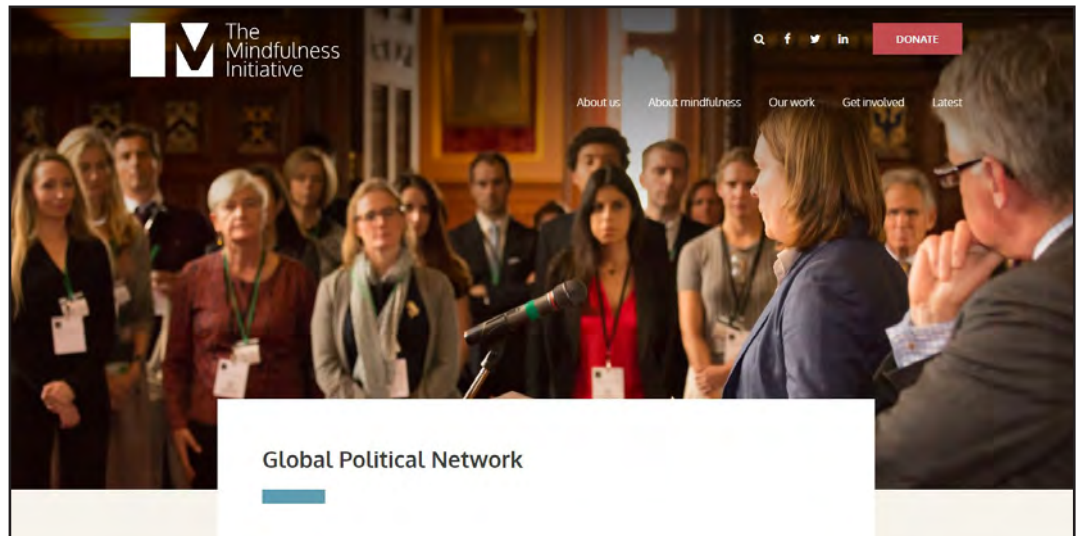 The
Mindfulness
Initiative
DONATE
About us About mindfulness Our work Get involved Latest
Global Political Network